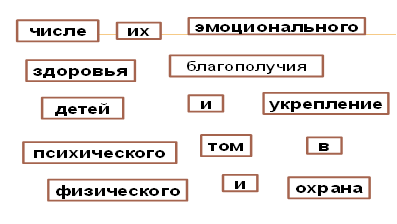 числе их эмоционального
здоровья благополучия
детей и укрепление
психического том в
физического и охрана